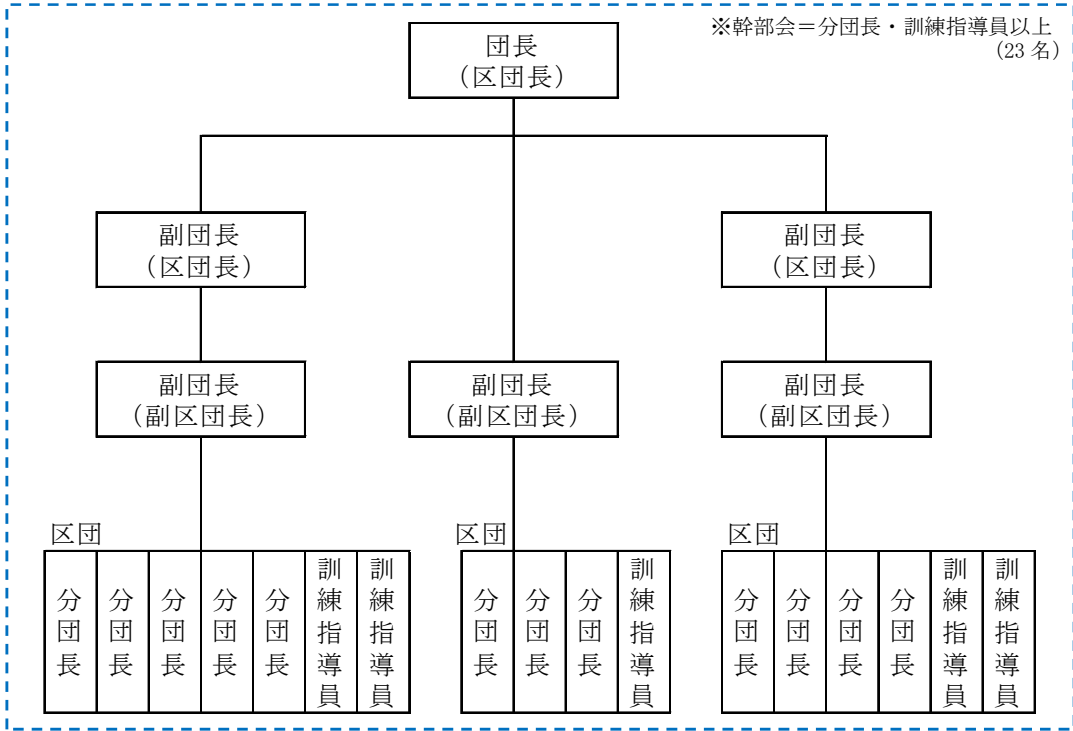 ※幹部会＝分団長・訓練指導員以上
(23 名)
団長
（区団長）
副団長
（区団長）
副団長
（区団長）
副団長
（副区団長）
副団長
（副区団長）
副団長
（副区団長）
区団
分団長
分団長
分団長
分団長
分団長
訓練指導員
訓練指導員
区団
分団長
分団長
分団長
訓練指導員
区団
分団長
分団長
分団長
分団長
訓練指導員
訓練指導員